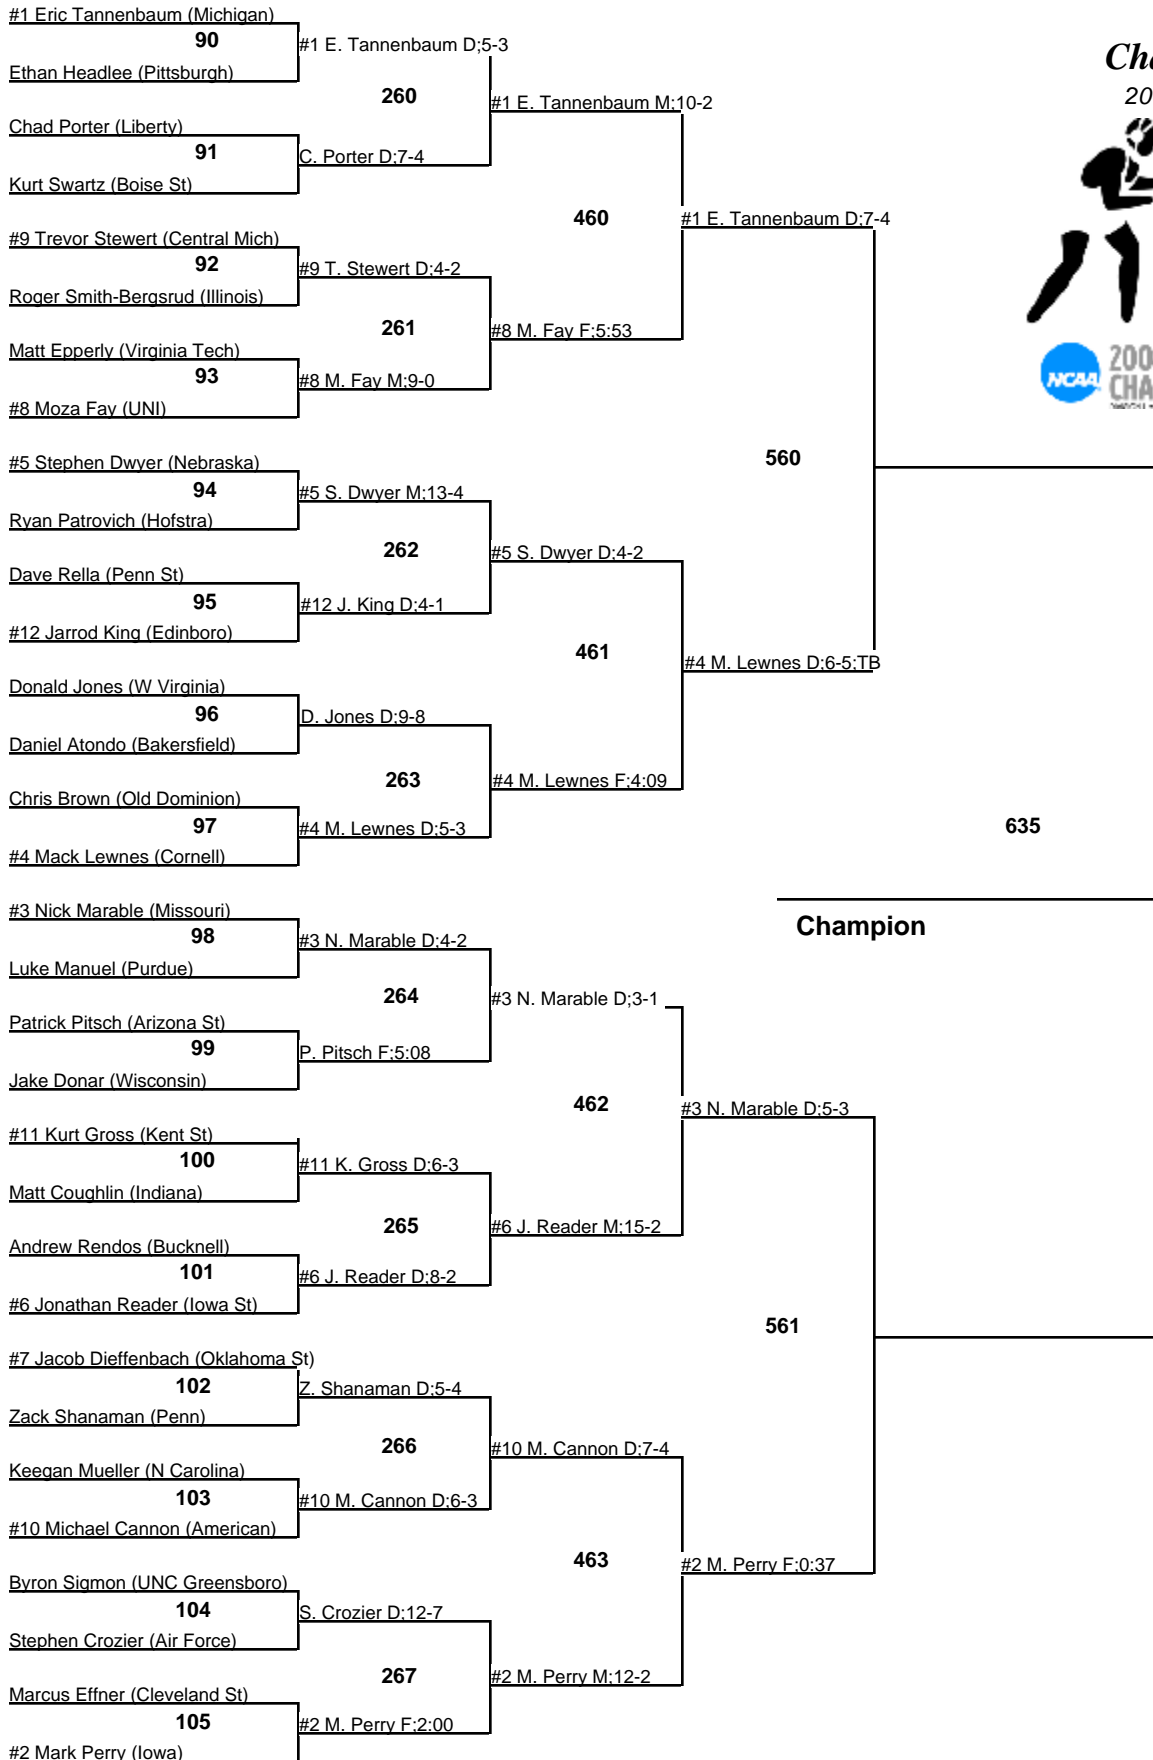 #1 Eric Tannenbaum (Michigan)
90
Ethan Headlee (Pittsburgh)
#1 E. Tannenbaum D;5-3
260
Chad Porter (Liberty)
91
Kurt Swartz (Boise St)
C. Porter D;7-4
#1 E. Tannenbaum M;10-2
460
#9 Trevor Stewert (Central Mich)
92
Roger Smith-Bergsrud (Illinois)
#9 T. Stewert D;4-2
261
Matt Epperly (Virginia Tech)
93
#8 Moza Fay (UNI)
#8 M. Fay M;9-0
#8 M. Fay F;5:53
#1 E. Tannenbaum D;7-4
560
#5 Stephen Dwyer (Nebraska)
94
Ryan Patrovich (Hofstra)
#5 S. Dwyer M;13-4
262
Dave Rella (Penn St)
95
#12 Jarrod King (Edinboro)
#12 J. King D;4-1
#5 S. Dwyer D;4-2
461
Donald Jones (W Virginia)
96
Daniel Atondo (Bakersfield)
D. Jones D;9-8
263
Chris Brown (Old Dominion)
97
#4 Mack Lewnes (Cornell)
#4 M. Lewnes D;5-3
#4 M. Lewnes F;4:09
#4 M. Lewnes D;6-5;TB
635
Champion
#3 Nick Marable (Missouri)
98
Luke Manuel (Purdue)
#3 N. Marable D;4-2
264
Patrick Pitsch (Arizona St)
99
Jake Donar (Wisconsin)
P. Pitsch F;5:08
#3 N. Marable D;3-1
462
#11 Kurt Gross (Kent St)
100
Matt Coughlin (Indiana)
#11 K. Gross D;6-3
265
Andrew Rendos (Bucknell)
101
#6 Jonathan Reader (Iowa St)
#6 J. Reader D;8-2
#6 J. Reader M;15-2
#3 N. Marable D;5-3
561
#7 Jacob Dieffenbach (Oklahoma St)
102
Zack Shanaman (Penn)
Z. Shanaman D;5-4
266
Keegan Mueller (N Carolina)
103
#10 Michael Cannon (American)
#10 M. Cannon D;6-3
#10 M. Cannon D;7-4
463
Byron Sigmon (UNC Greensboro)
104
Stephen Crozier (Air Force)
S. Crozier D;12-7
267
Marcus Effner (Cleveland St)
105
#2 Mark Perry (Iowa)
#2 M. Perry F;2:00
#2 M. Perry M;12-2
#2 M. Perry F;0:37
Cha
20
NCAA
200
CHA